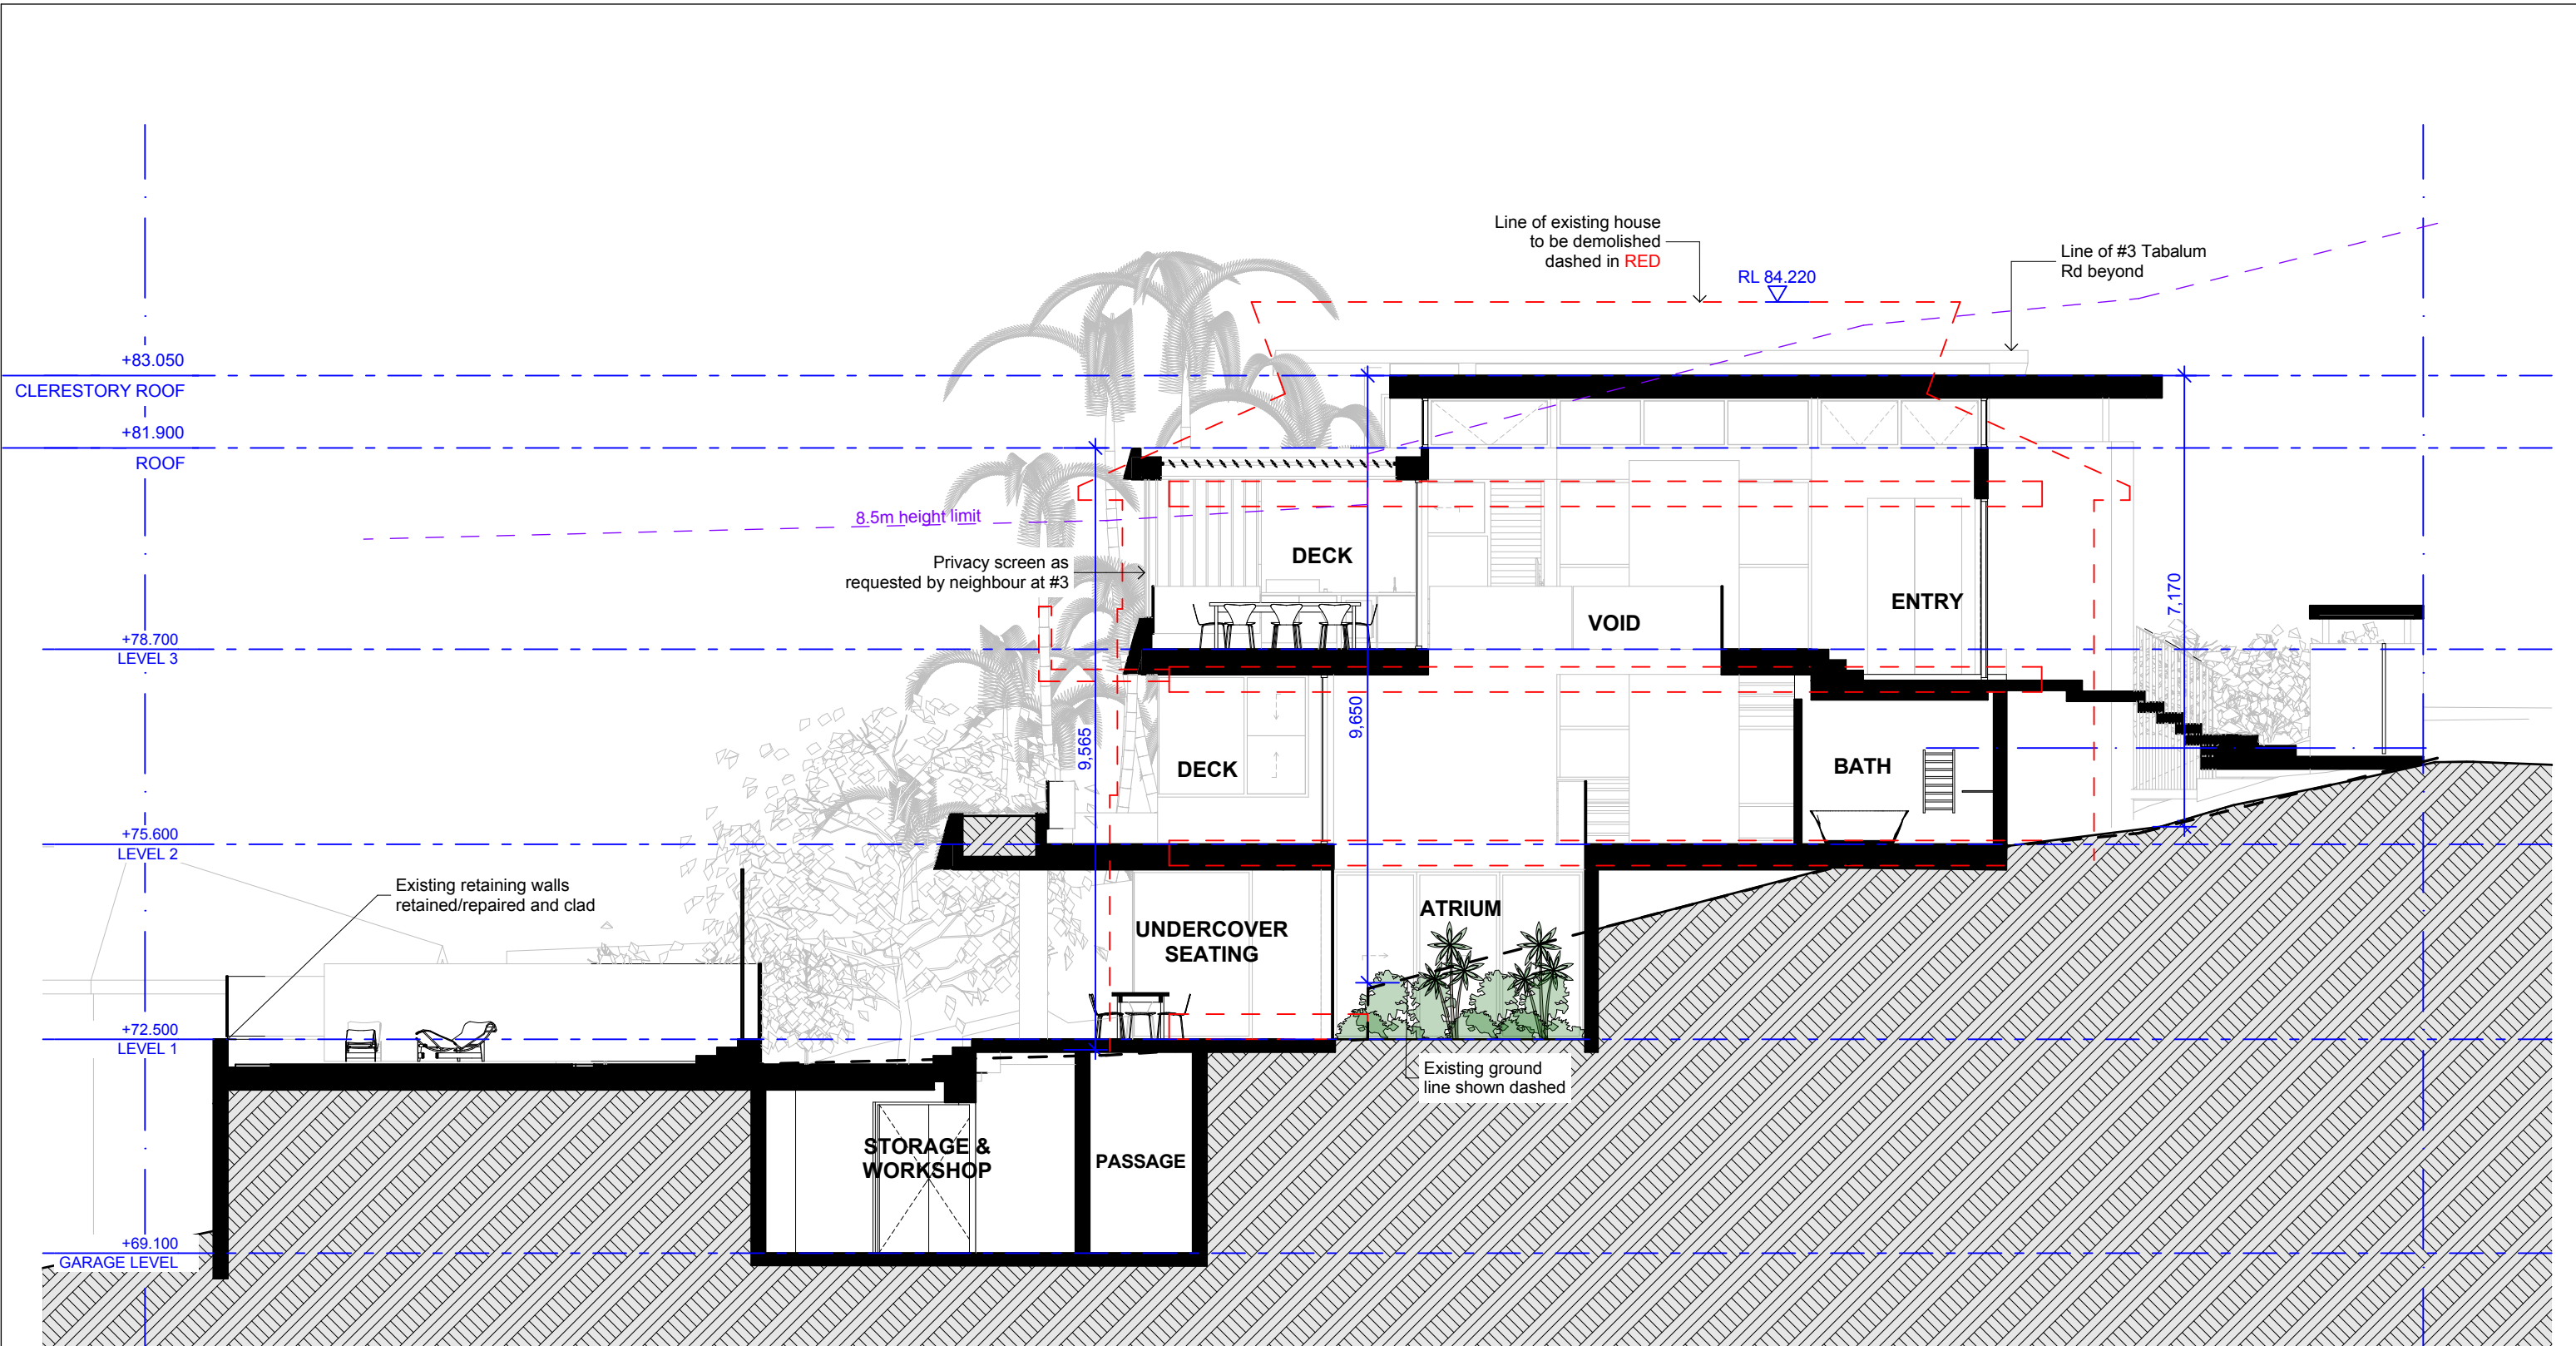 Line of existing house
to be demolished
dashed in RED
Line of #3 Tabalum
Rd beyond
RL 84.220
+83.050
CLERESTORY ROOF
+81.900
ROOF
8.5m height limit
Privacy screen as
requested by neighbour at #3
DECK
VOID
ENTRY
7,170
+78.700
LEVEL 3
9,650
9,565
DECK
BATH
+75.600
LEVEL 2
Existing retaining walls
retained/repaired and clad
UNDERCOVER
SEATING
ATRIUM
+72.500
LEVEL 1
Existing ground
line shown dashed
STORAGE &
WORKSHOP
PASSAGE
+69.100
GARAGE LEVEL